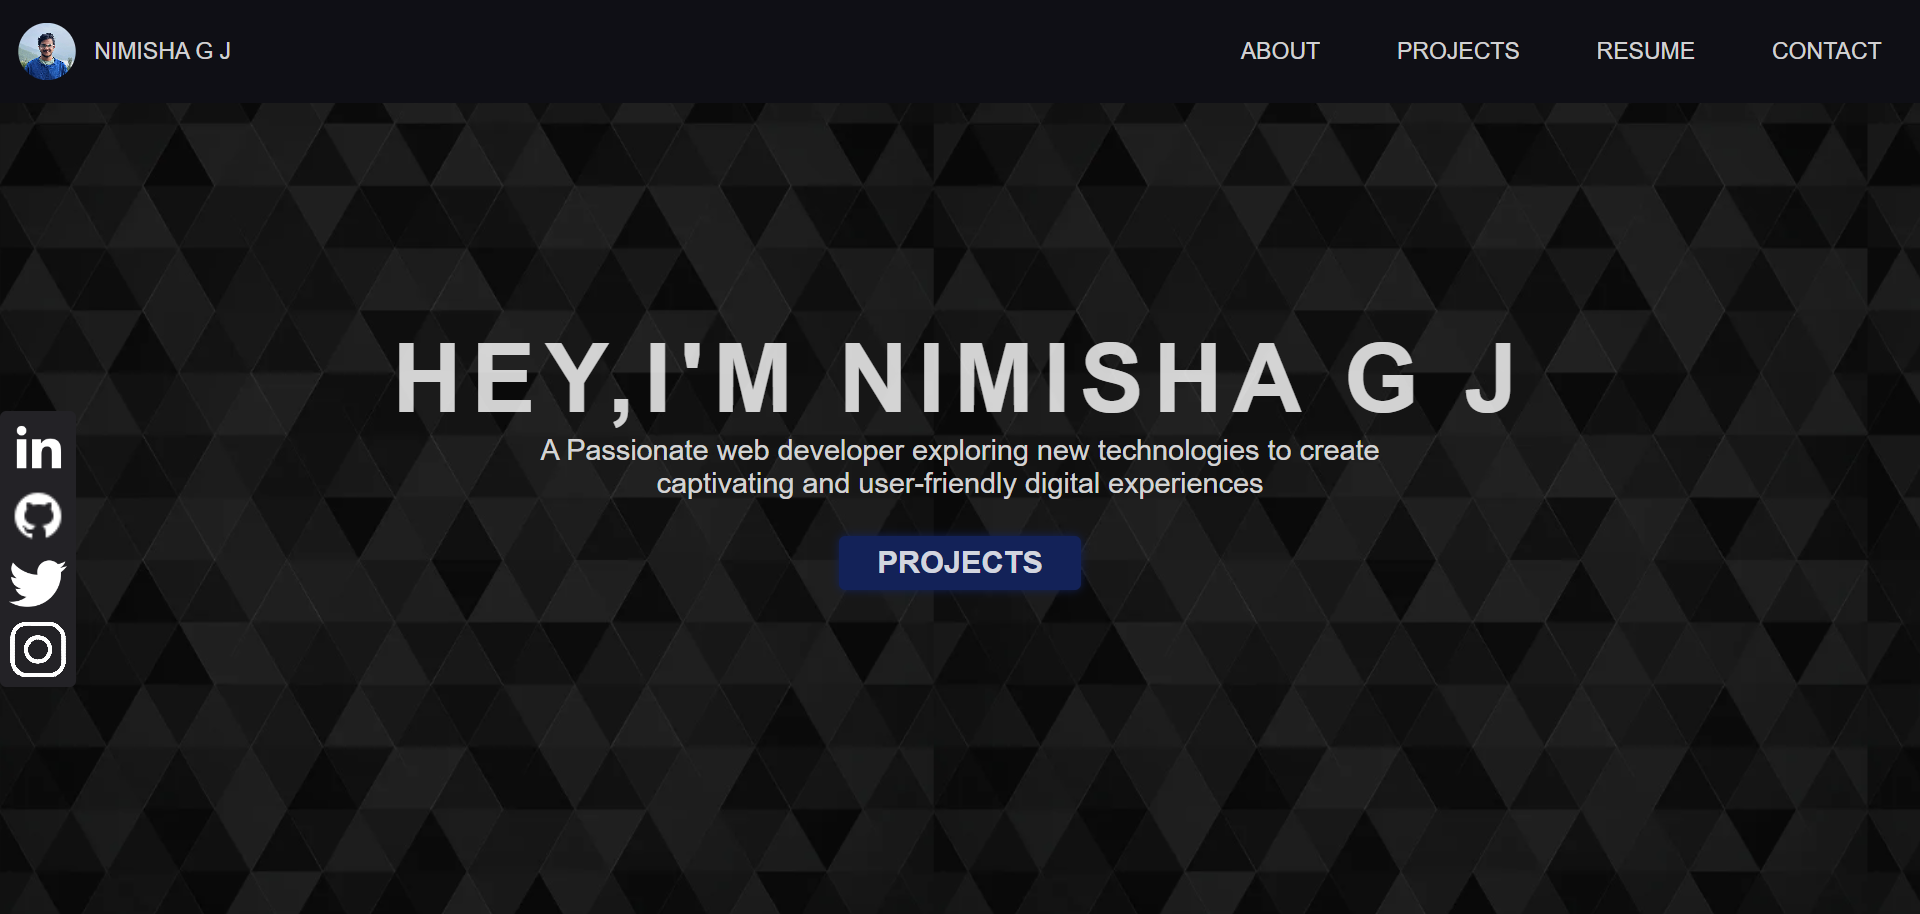 NIMISHA G J
ABOUT PROJECTS RESUME CONTACT
HEY,I'M NIMISHA G J
A Passionate web developer exploring new technologies to create
captivating and user-friendly digital experiences
PROJECTS
in